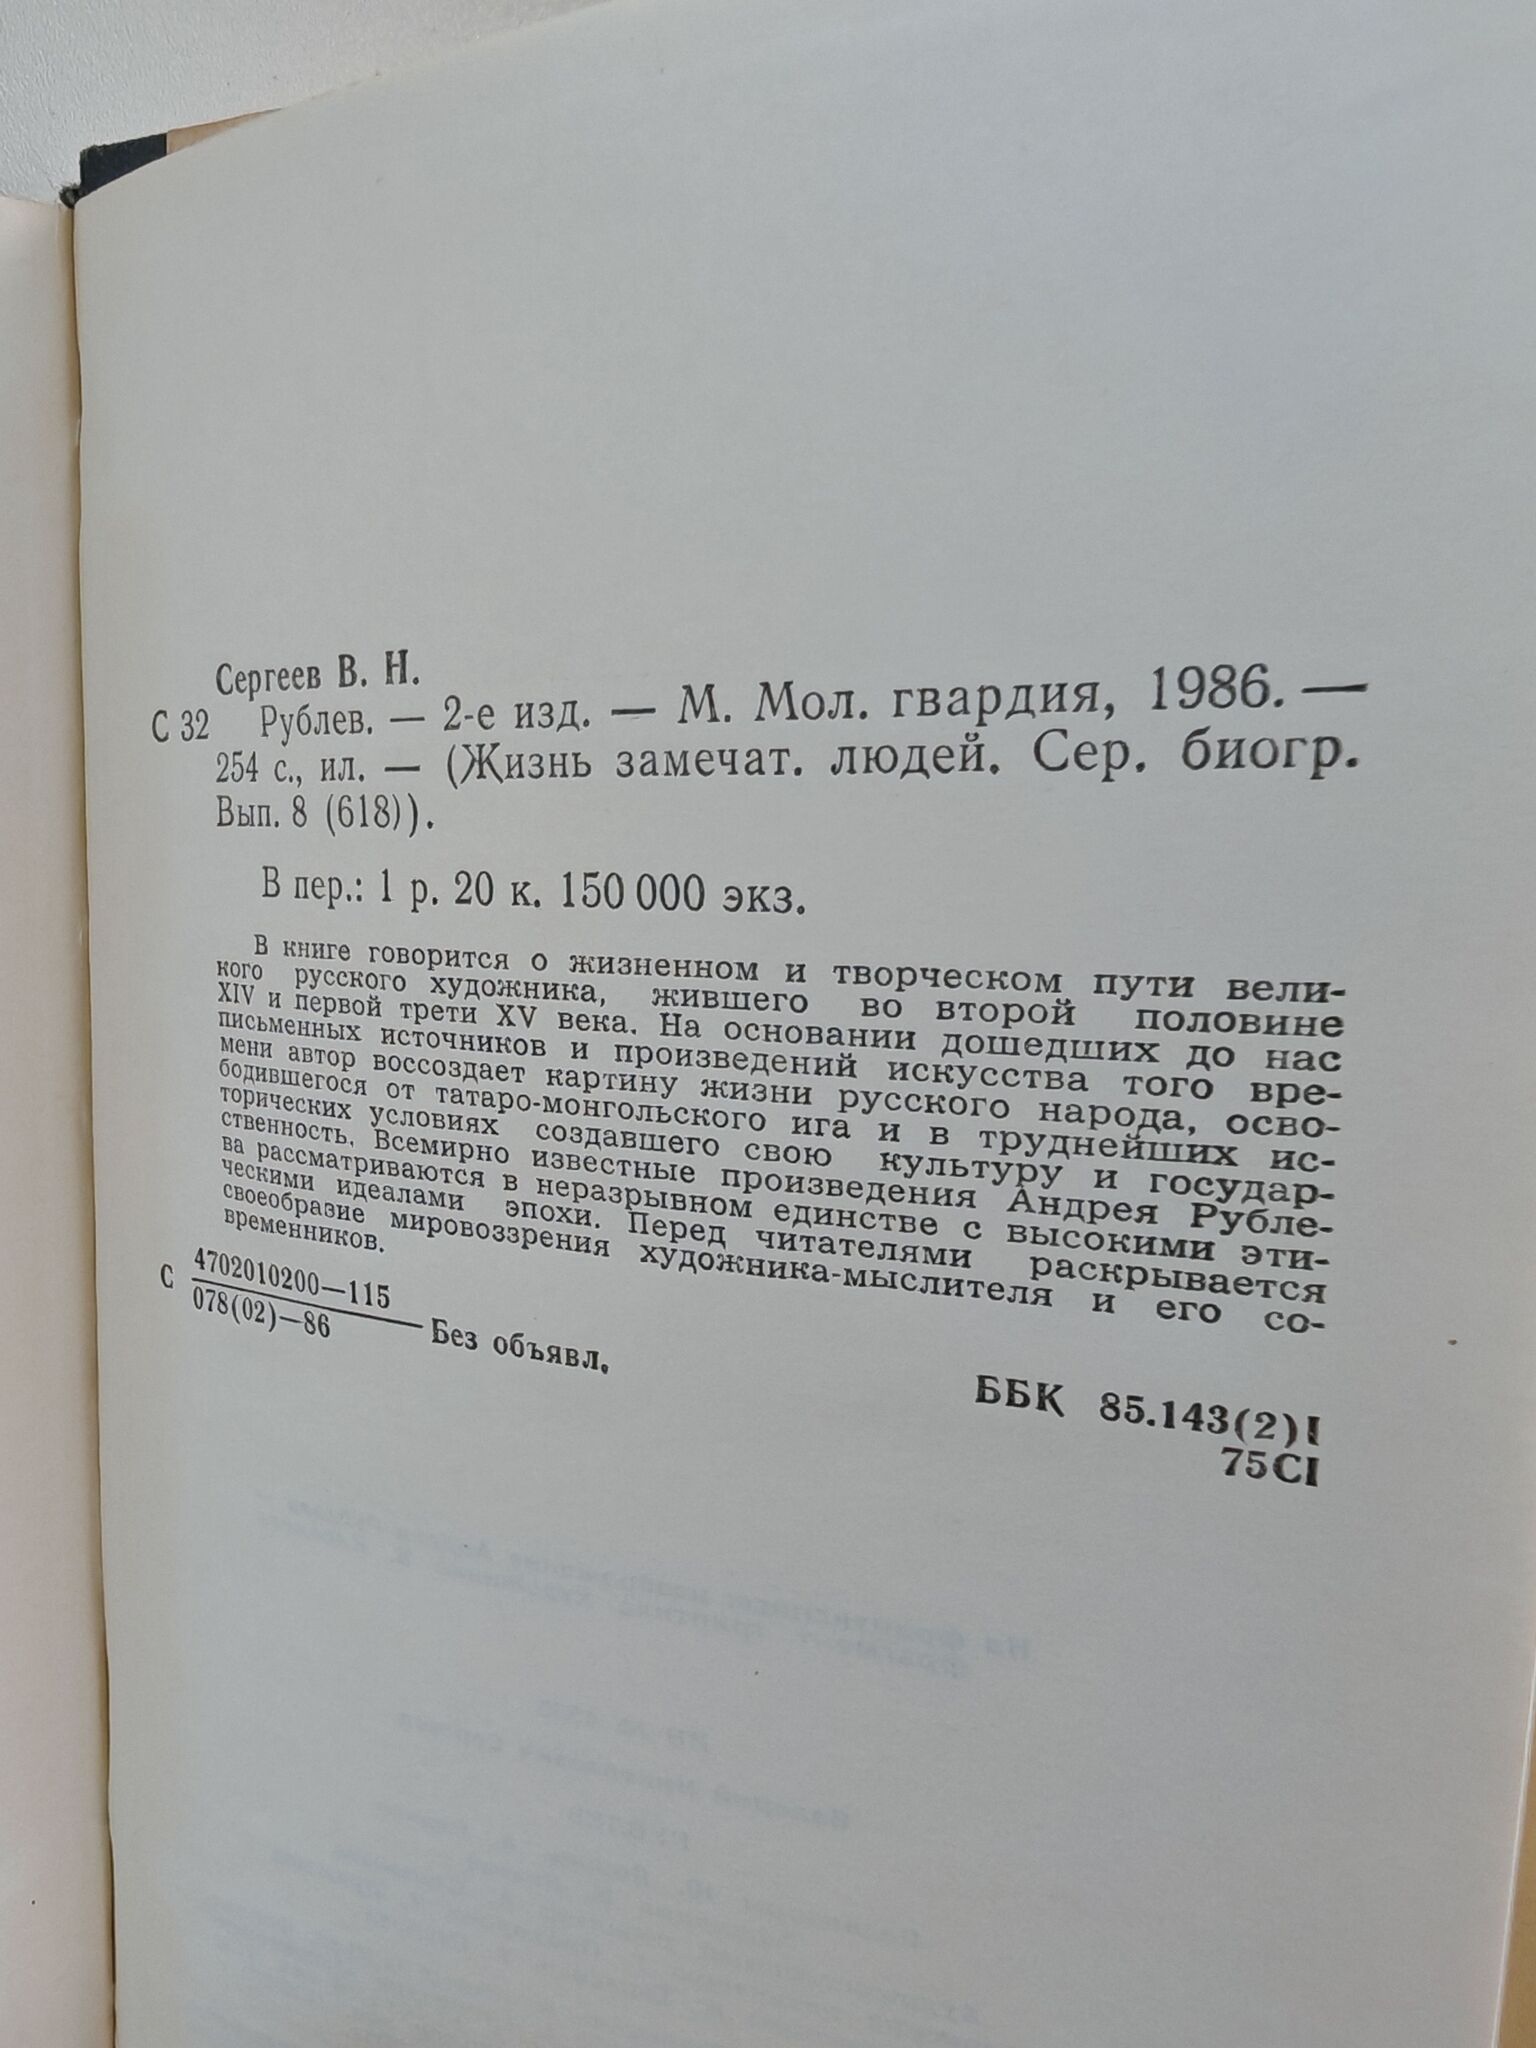 Сергеев В. Н.
С 32 Рублев. — 2-е изд. — М. Мол. гвардия, 1986. —
254 с., ил. — (Жизнь замечат. людей. Сер. биогр.
Вып. 8 (618)).
В пер.: 1 р. 20 к. 150 000 экз.
В книге говорится о жизненном и творческом пути вели-
кого русского художника, жившего во второй половине
XIV и первой трети XV века. На основании дошедших до нас
письменных источников и произведений искусства того вре-
мени автор воссоздает картину жизни русского народа, осво-
бодившегося от татаро-монгольского ига и в труднейших ис-
торических условиях создавшего свою культуру и государ-
ственность. Всемирно известные произведения Андрея Рубле-
ва рассматриваются в неразрывном единстве с высокими эти-
ческими идеалами эпохи. Перед читателями раскрывается
своеобразие мировоззрения художника-мыслителя и его со-
временников.
С 4702010200—115
078(02)—86 Без объявл.
ББК 85.143(2)I
75CI